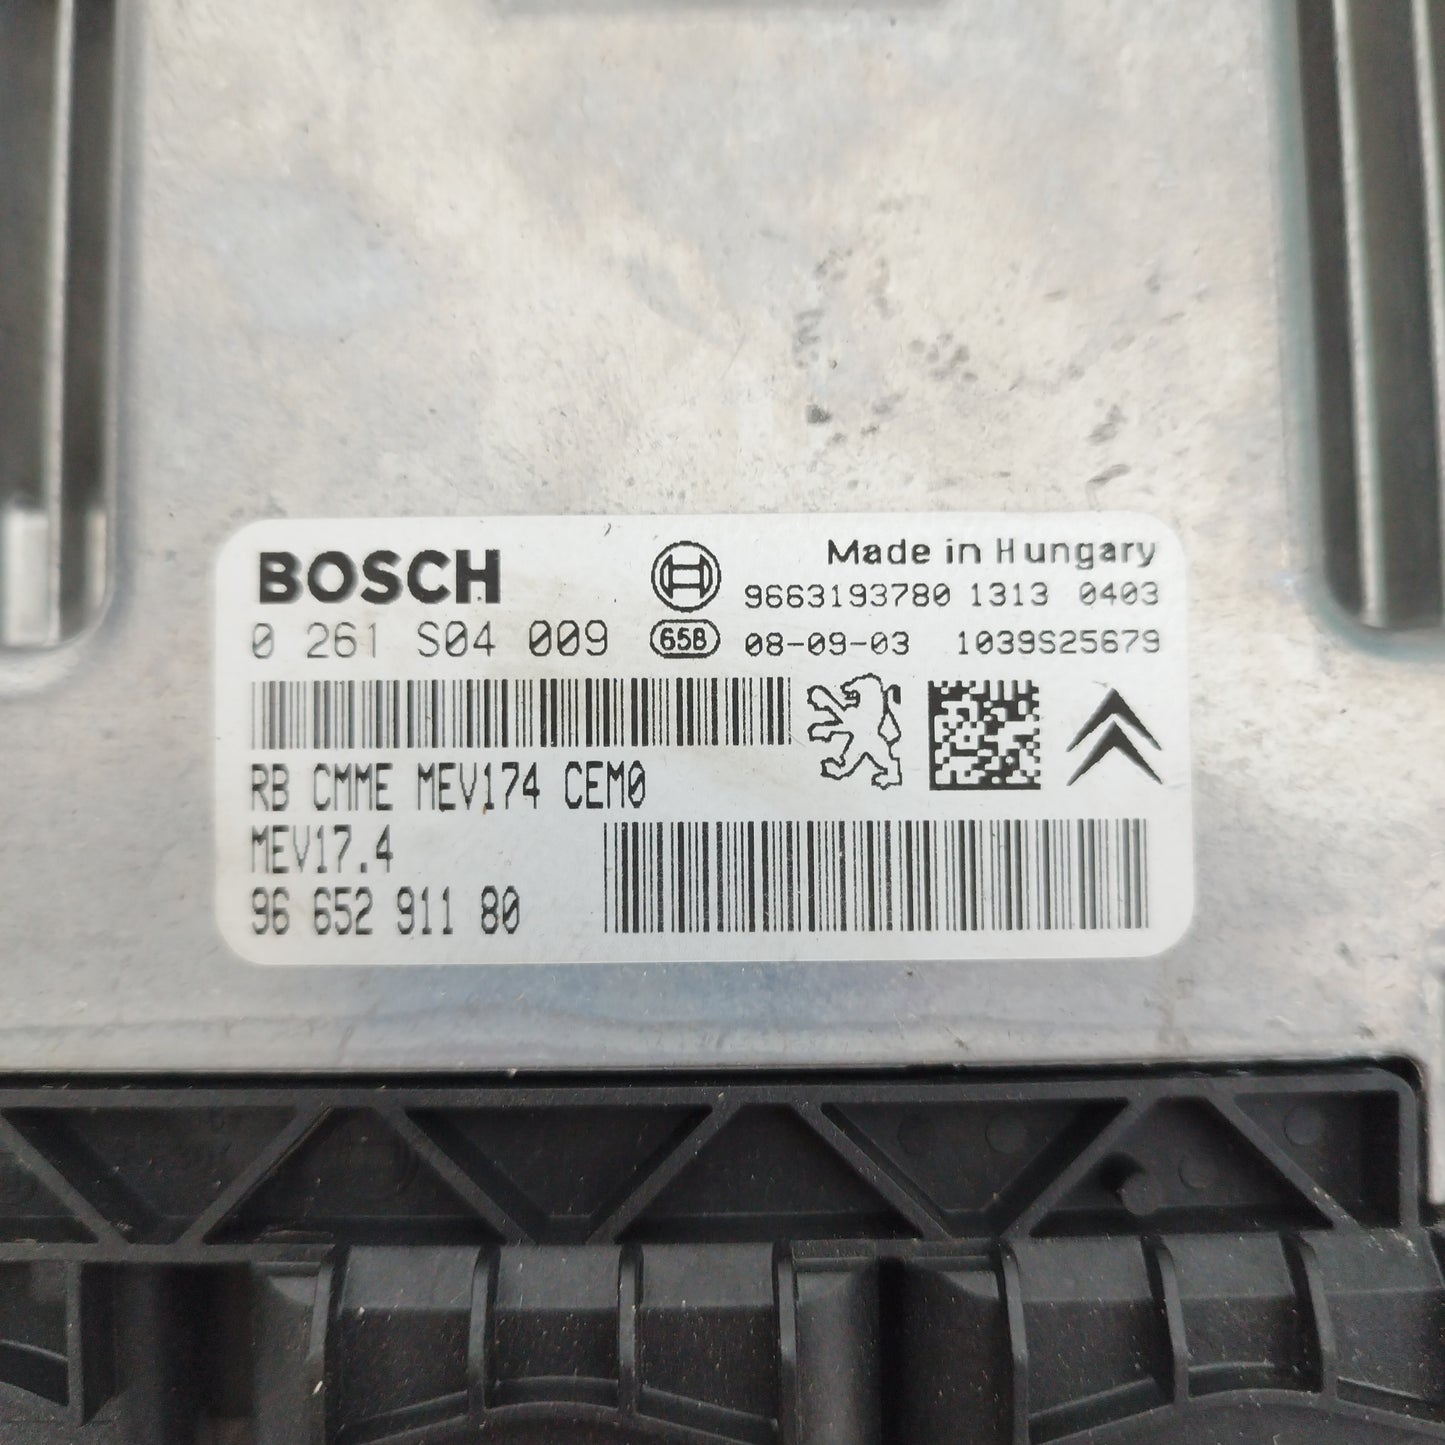 BOSCH
Made in Hungary
9663193780 1313 0403
0 261 S04 009
65B 08-09-03 1039S25679
RB CMME MEV174 CEM0
MEV17.4
96 652 911 80